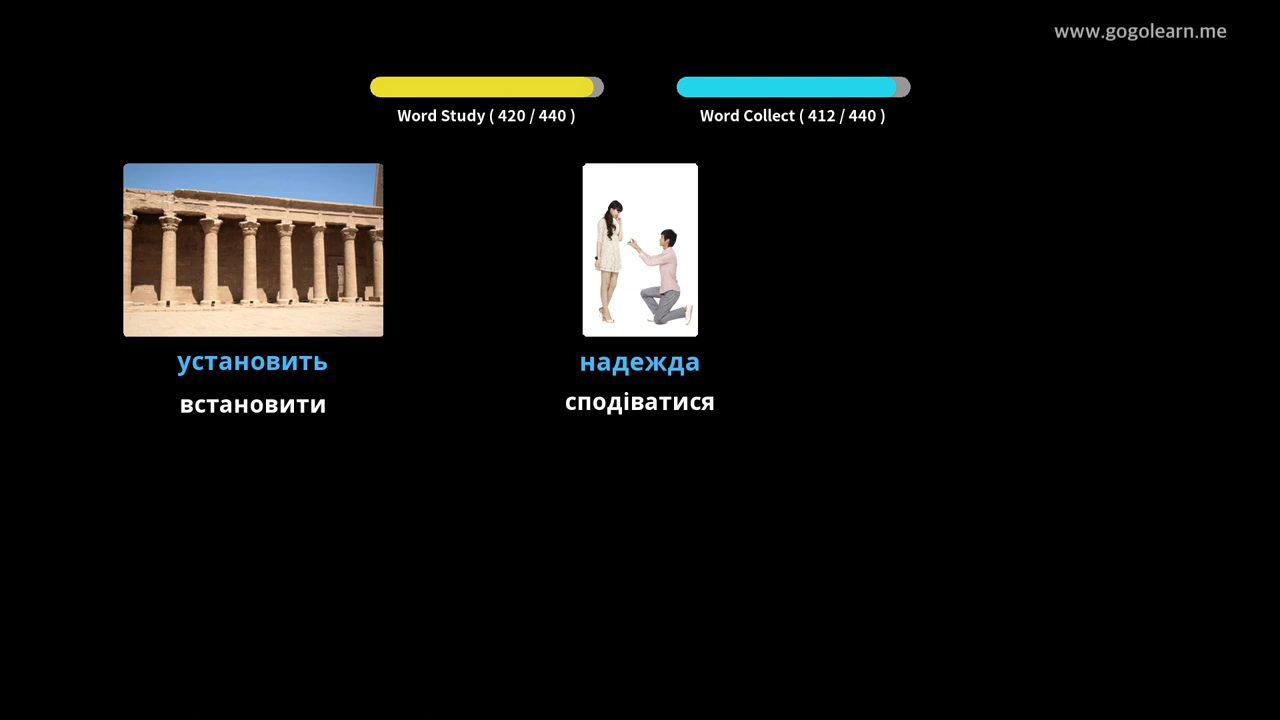 www.gogolearn.me
Word Study ( 420 / 440 )
Word Collect ( 412 / 440 )
установить
надежда
встановити
сподіватися